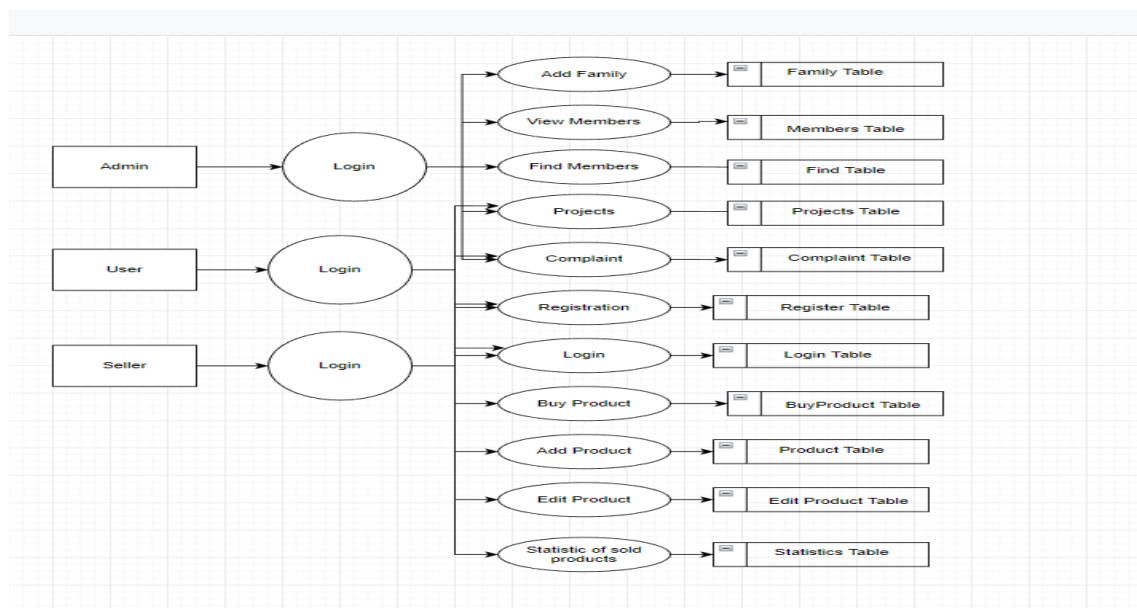 Add Family
Family Table
View Members
Members Table
Admin
Login
Find Members
Find Table
Projects
Projects Table
User
Login
Complaint
Complaint Table
Registration
Register Table
Seller
Login
Login
Login Table
Buy Product
BuyProduct Table
Add Product
Product Table
Edit Product
Edit Product Table
Statistic of sold
products
Statistics Table